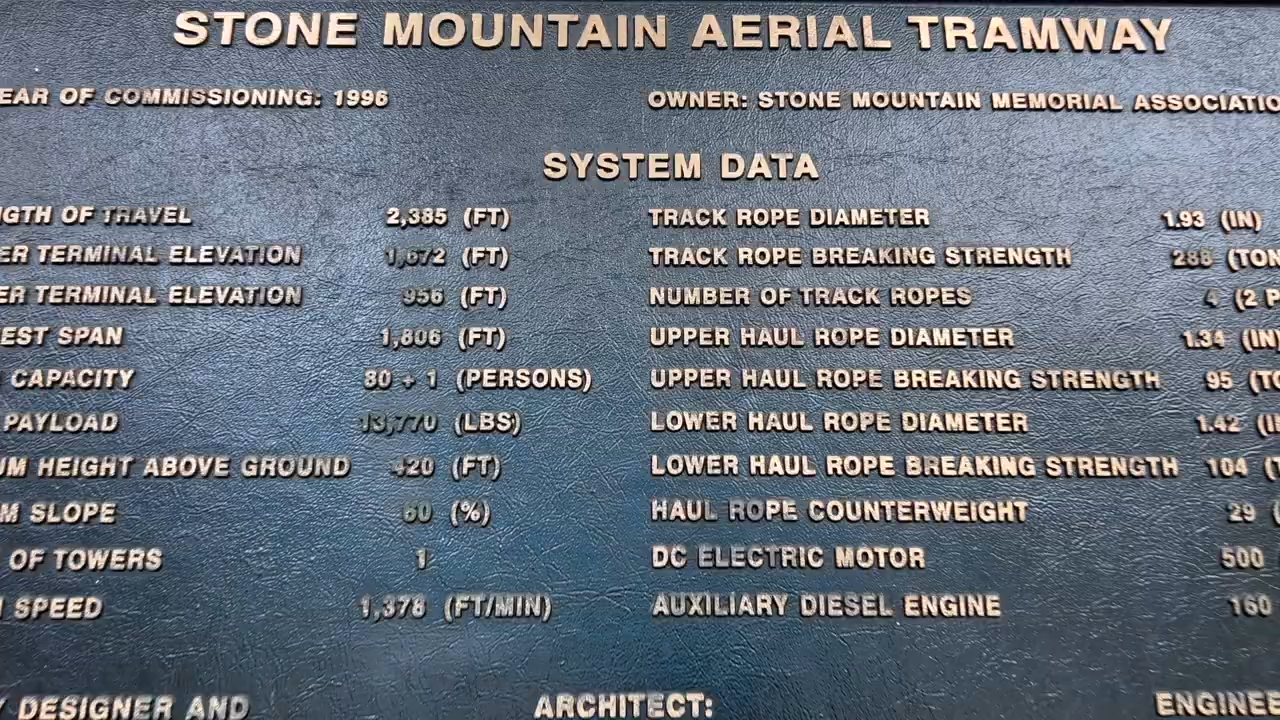 STONE MOUNTAIN AERIAL TRAMWAY
EAR OF COMMISSIONING: 1996 OWNER: STONE MOUNTAIN MEMORIAL ASSOCIATIO
SYSTEM DATA
GTH OF TRAVEL 2,385 (FT) TRACK ROPE DIAMETER 1.93 (IN)
ER TERMINAL ELEVATION 1,672 (FT) TRACK ROPE BREAKING STRENGTH 288 (TON
ER TERMINAL ELEVATION 956 (FT) NUMBER OF TRACK ROPES 4 (2 P
EST SPAN 1,606 (FT) UPPER HAUL ROPE DIAMETER 1.34 (IN)
CAPACITY 80 + 1 (PERSONS) UPPER HAUL ROPE BREAKING STRENGTH 95 (TO
PAYLOAD 13,770 (LBS) LOWER HAUL ROPE DIAMETER 1.42 (IN
UM HEIGHT ABOVE GROUND 420 (FT) LOWER HAUL ROPE BREAKING STRENGTH 104 (T
M SLOPE 60 (%) HAUL ROPE COUNTERWEIGHT 29 (
OF TOWERS 1 DC ELECTRIC MOTOR 500
SPEED 1,378 (FT/MIN) AUXILIARY DIESEL ENGINE 160
Y DESIGNER AND ARCHITECT: ENGINEE